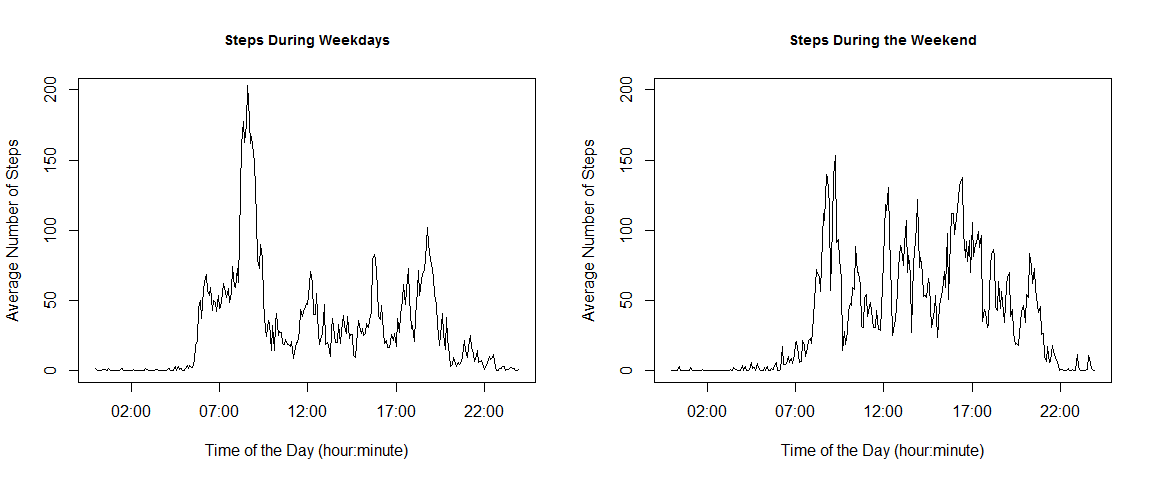 Steps During Weekdays
Average Number of Steps
200
150
100
50
0
02:00 07:00 12:00 17:00 22:00
Time of the Day (hour:minute)
Steps During the Weekend
Average Number of Steps
200
150
100
50
0
02:00 07:00 12:00 17:00 22:00
Time of the Day (hour:minute)